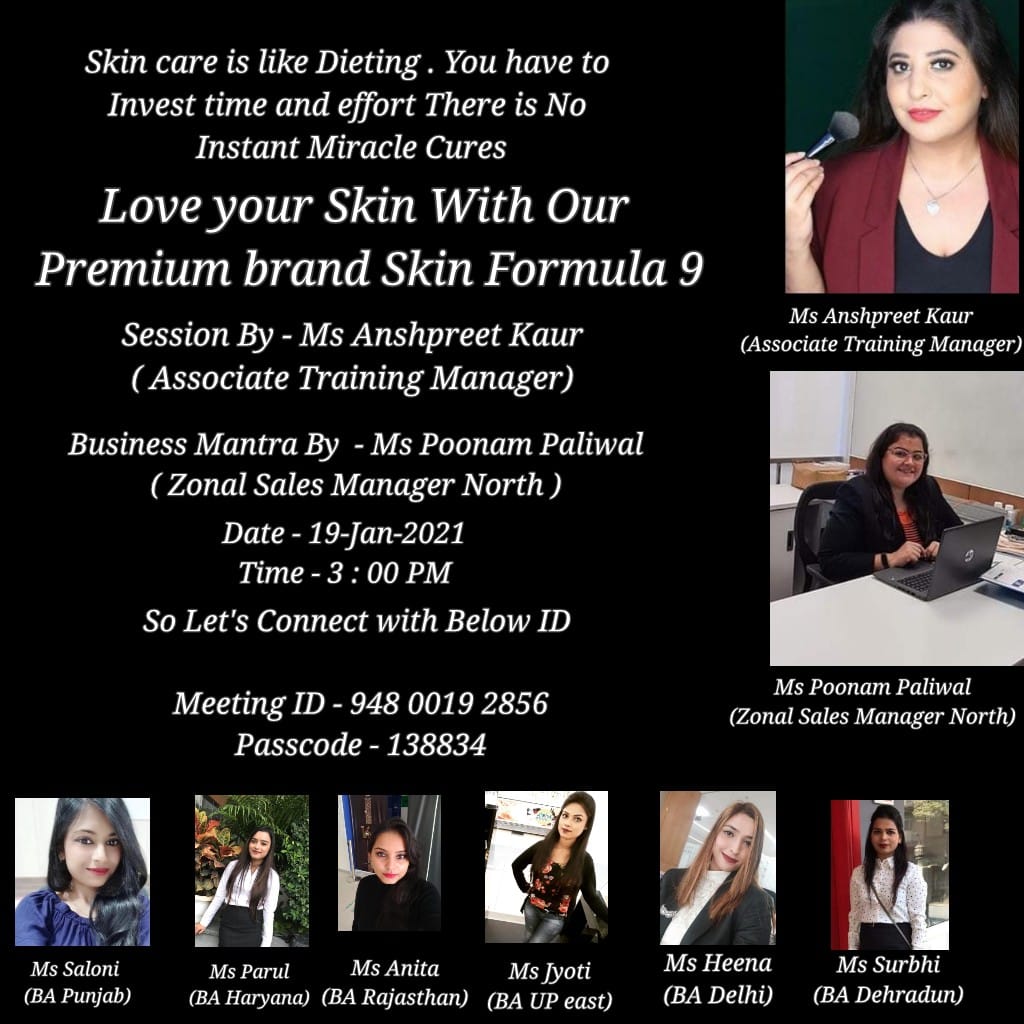 Skin care is like Dieting . You have to
Invest time and effort There is No
Instant Miracle Cures
Love your Skin With Our
Premium brand Skin Formula 9
Session By - Ms Anshpreet Kaur
( Associate Training Manager)
Business Mantra By - Ms Poonam Paliwal
( Zonal Sales Manager North )
Date - 19-Jan-2021
Time - 3 : 00 PM
So Let's Connect with Below ID
Meeting ID - 948 0019 2856
Passcode - 138834
Ms Anshpreet Kaur
(Associate Training Manager)
Ms Poonam Paliwal
(Zonal Sales Manager North)
Ms Saloni
(BA Punjab)
Ms Parul
(BA Haryana)
Ms Anita
(BA Rajasthan)
Ms Jyoti
(BA UP east)
Ms Heena
(BA Delhi)
Ms Surbhi
(BA Dehradun)